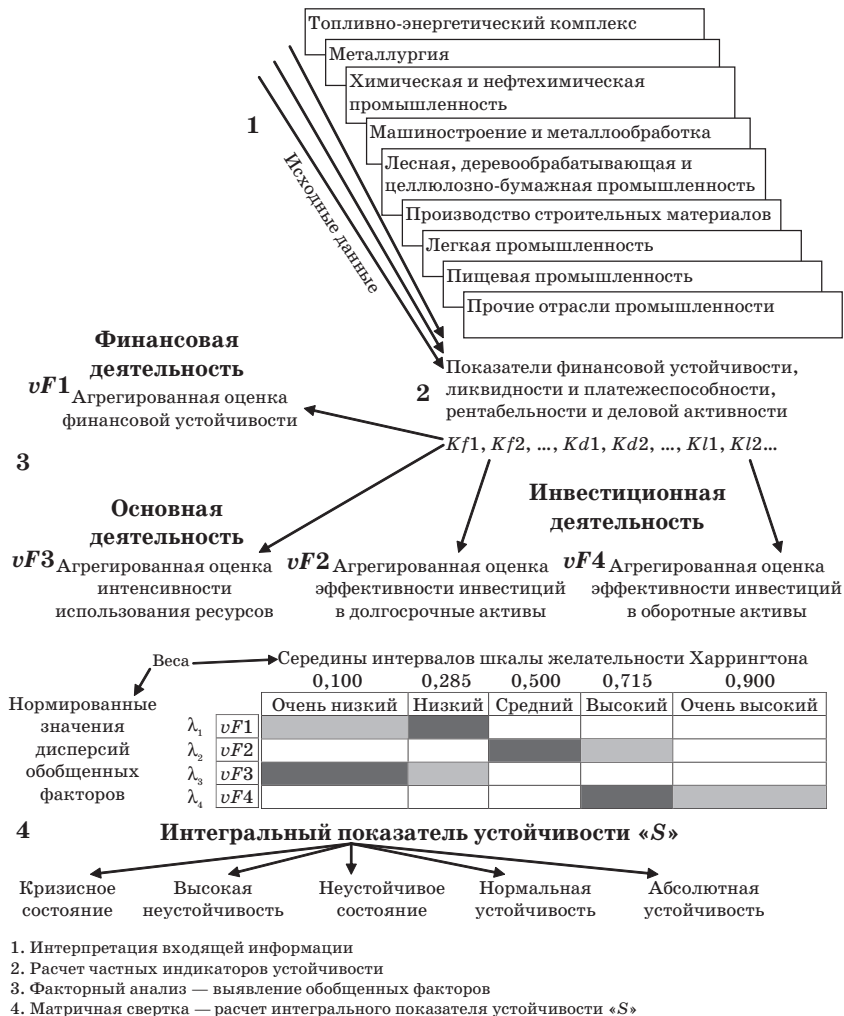 Топливно-энергетический комплекс
Металлургия
Химическая и нефтехимическая
промышленность
1
Машиностроение и металлообработка
Исходные данные
Лесная, деревообрабатывающая и
целлюлозно-бумажная промышленность
Производство строительных материалов
Легкая промышленность
Пищевая промышленность
Прочие отрасли промышленности
Финансовая
деятельность
vF1
Агрегированная оценка
финансовой устойчивости
2
Показатели финансовой устойчивости,
ликвидности и платежеспособности,
рентабельности и деловой активности
Kf1, Kf2, ..., Kd1, Kd2, ..., Kl1, Kl2...
3
Основная
деятельность
Инвестиционная
деятельность
vF3 Агрегированная оценка
интенсивности
использования ресурсов
vF2 Агрегированная оценка
эффективности инвестиций
в долгосрочные активы
vF4 Агрегированная оценка
эффективности инвестиций
в оборотные активы
Веса
Середины интервалов шкалы желательности Харрингтона
0,100 0,285 0,500 0,715 0,900
Очень низкий Низкий Средний Высокий Очень высокий
Нормированные
значения
дисперсий
обобщенных
факторов
λ₁ vF1
λ₂ vF2
λ₃ vF3
λ₄ vF4
4
Интегральный показатель устойчивости «S»
Кризисное
состояние
Высокая
неустойчивость
Неустойчивое
состояние
Нормальная
устойчивость
Абсолютная
устойчивость
1. Интерпретация входящей информации
2. Расчет частных индикаторов устойчивости
3. Факторный анализ — выявление обобщенных факторов
4. Матричная свертка — расчет интегрального показателя устойчивости «S»